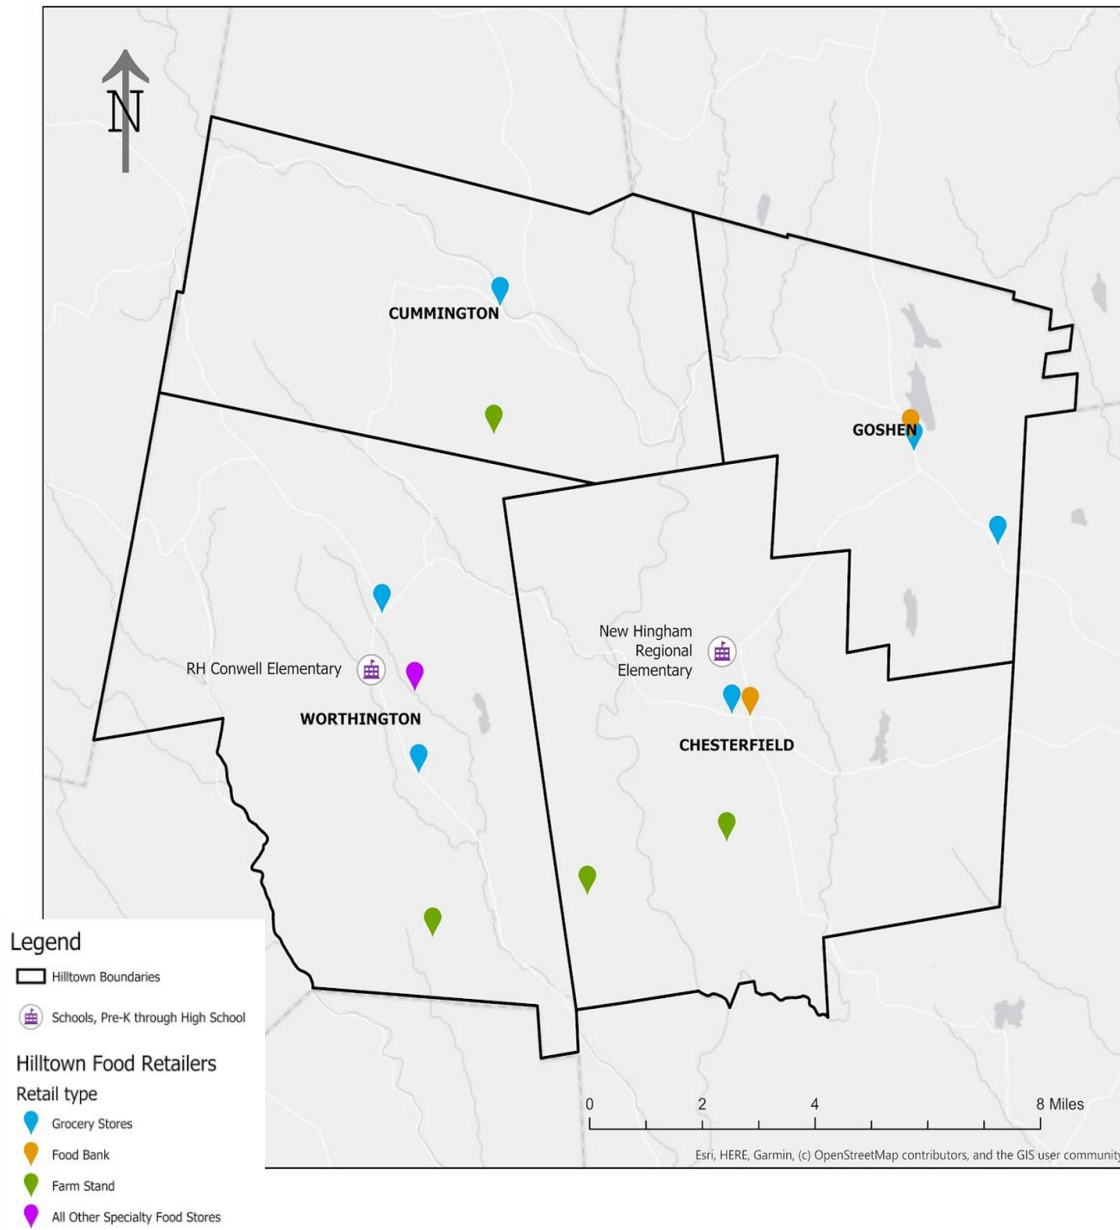 N
CUMMINGTON
GOSHEN
New Hingham
Regional
Elementary
RH Conwell Elementary
WORTHINGTON
CHESTERFIELD
Legend
Hilltown Boundaries
Schools, Pre-K through High School
Hilltown Food Retailers
Retail type
Grocery Stores
Food Bank
Farm Stand
All Other Specialty Food Stores
0 2 4 8 Miles
Esri, HERE, Garmin, (c) OpenStreetMap contributors, and the GIS user community